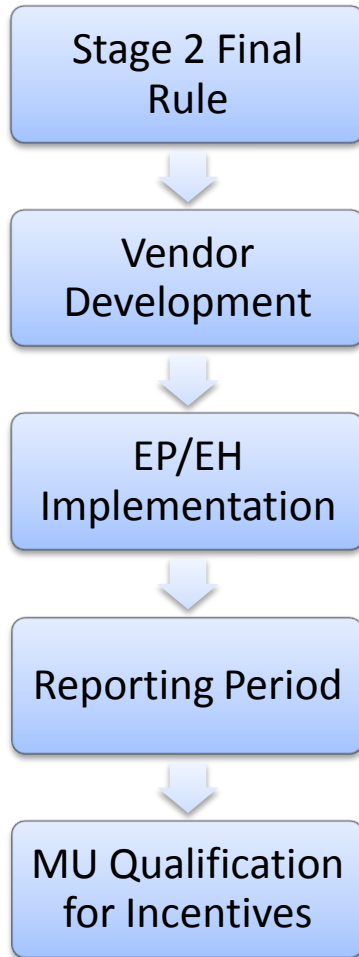 Stage 2 Final
Rule
Vendor
Development
EP/EH
Implementation
Reporting Period
MU Qualification
for Incentives